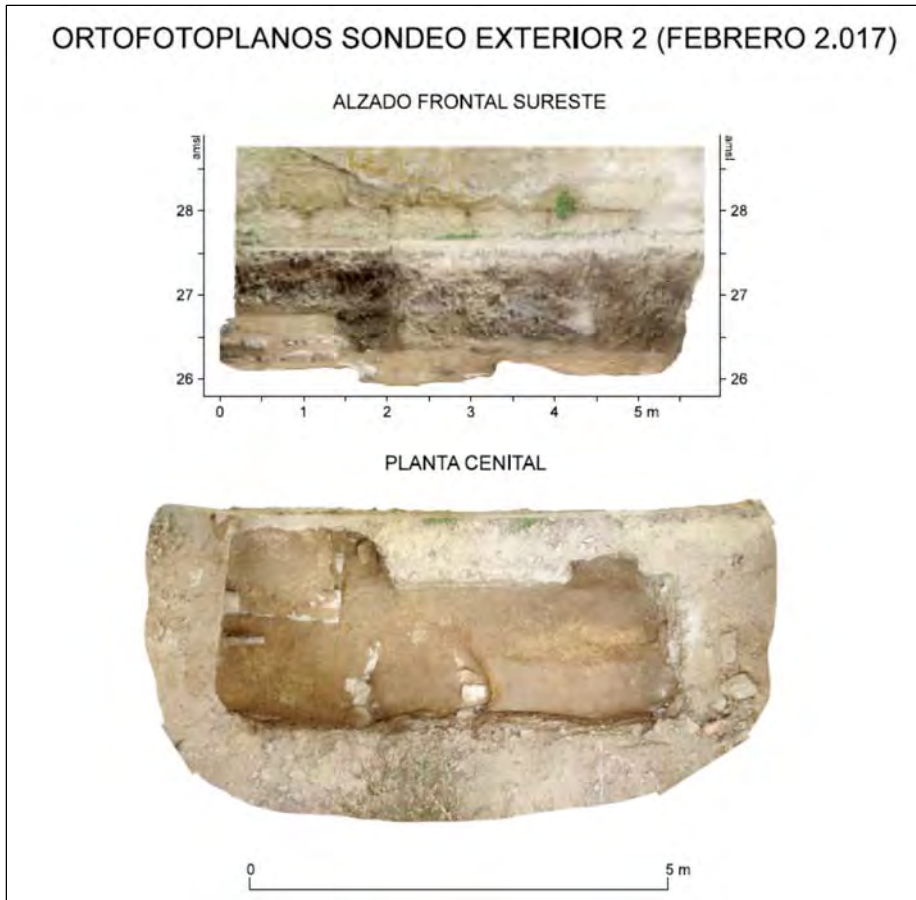 ORTOFOTOPLANOS SONDEO EXTERIOR 2 (FEBRERO 2.017)
ALZADO FRONTAL SURESTE
amsl amsl
28 28
27 27
26 26
0 1 2 3 4 5 m
PLANTA CENITAL
0 5 m